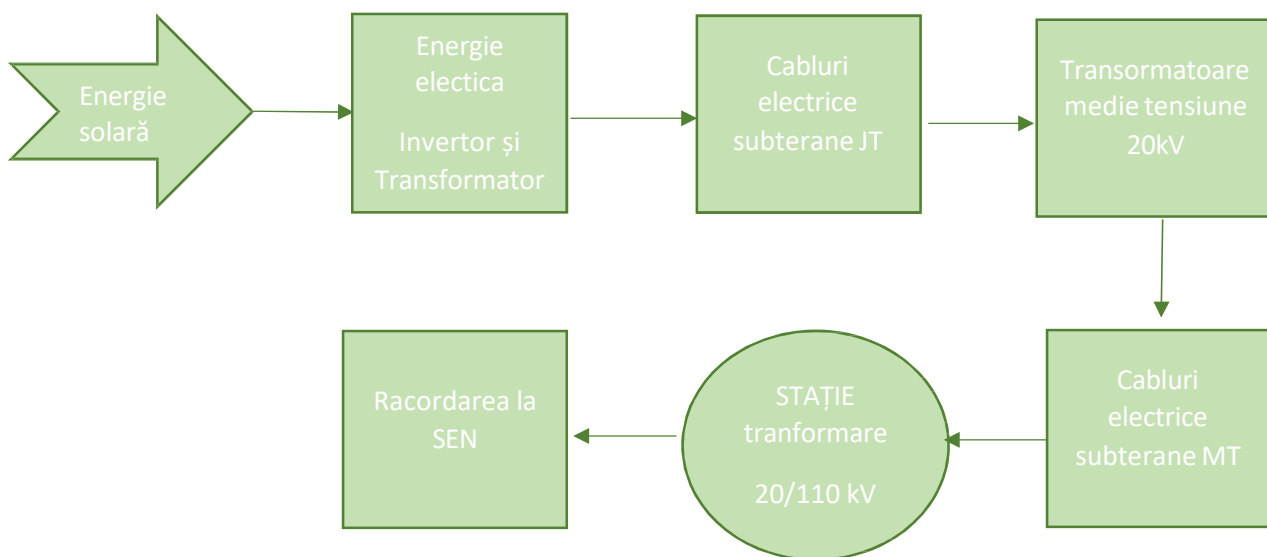 Energie
solară
Energie
electica
Invertor și
Transformator
Cabluri
electrice
subterane JT
Transormatoare
medie tensiune
20kV
Cabluri
electrice
subterane MT
STAȚIE
tranformare
20/110 kV
Racordarea la
SEN